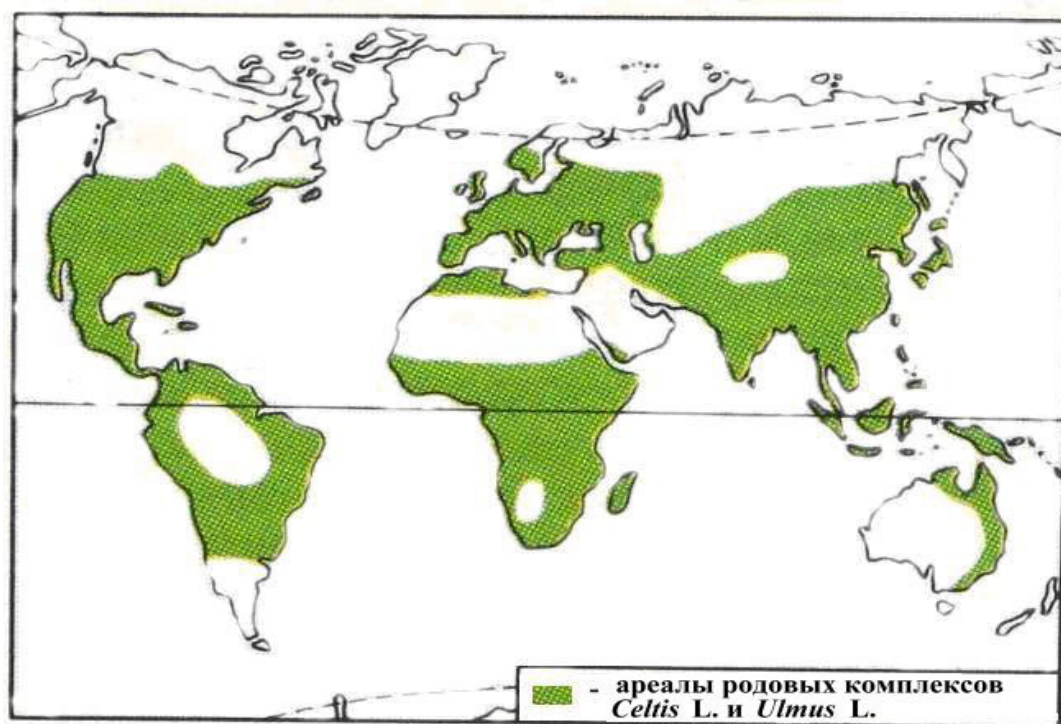 - ареалы родовых комплексов
Celtis L. и Ulmus L.